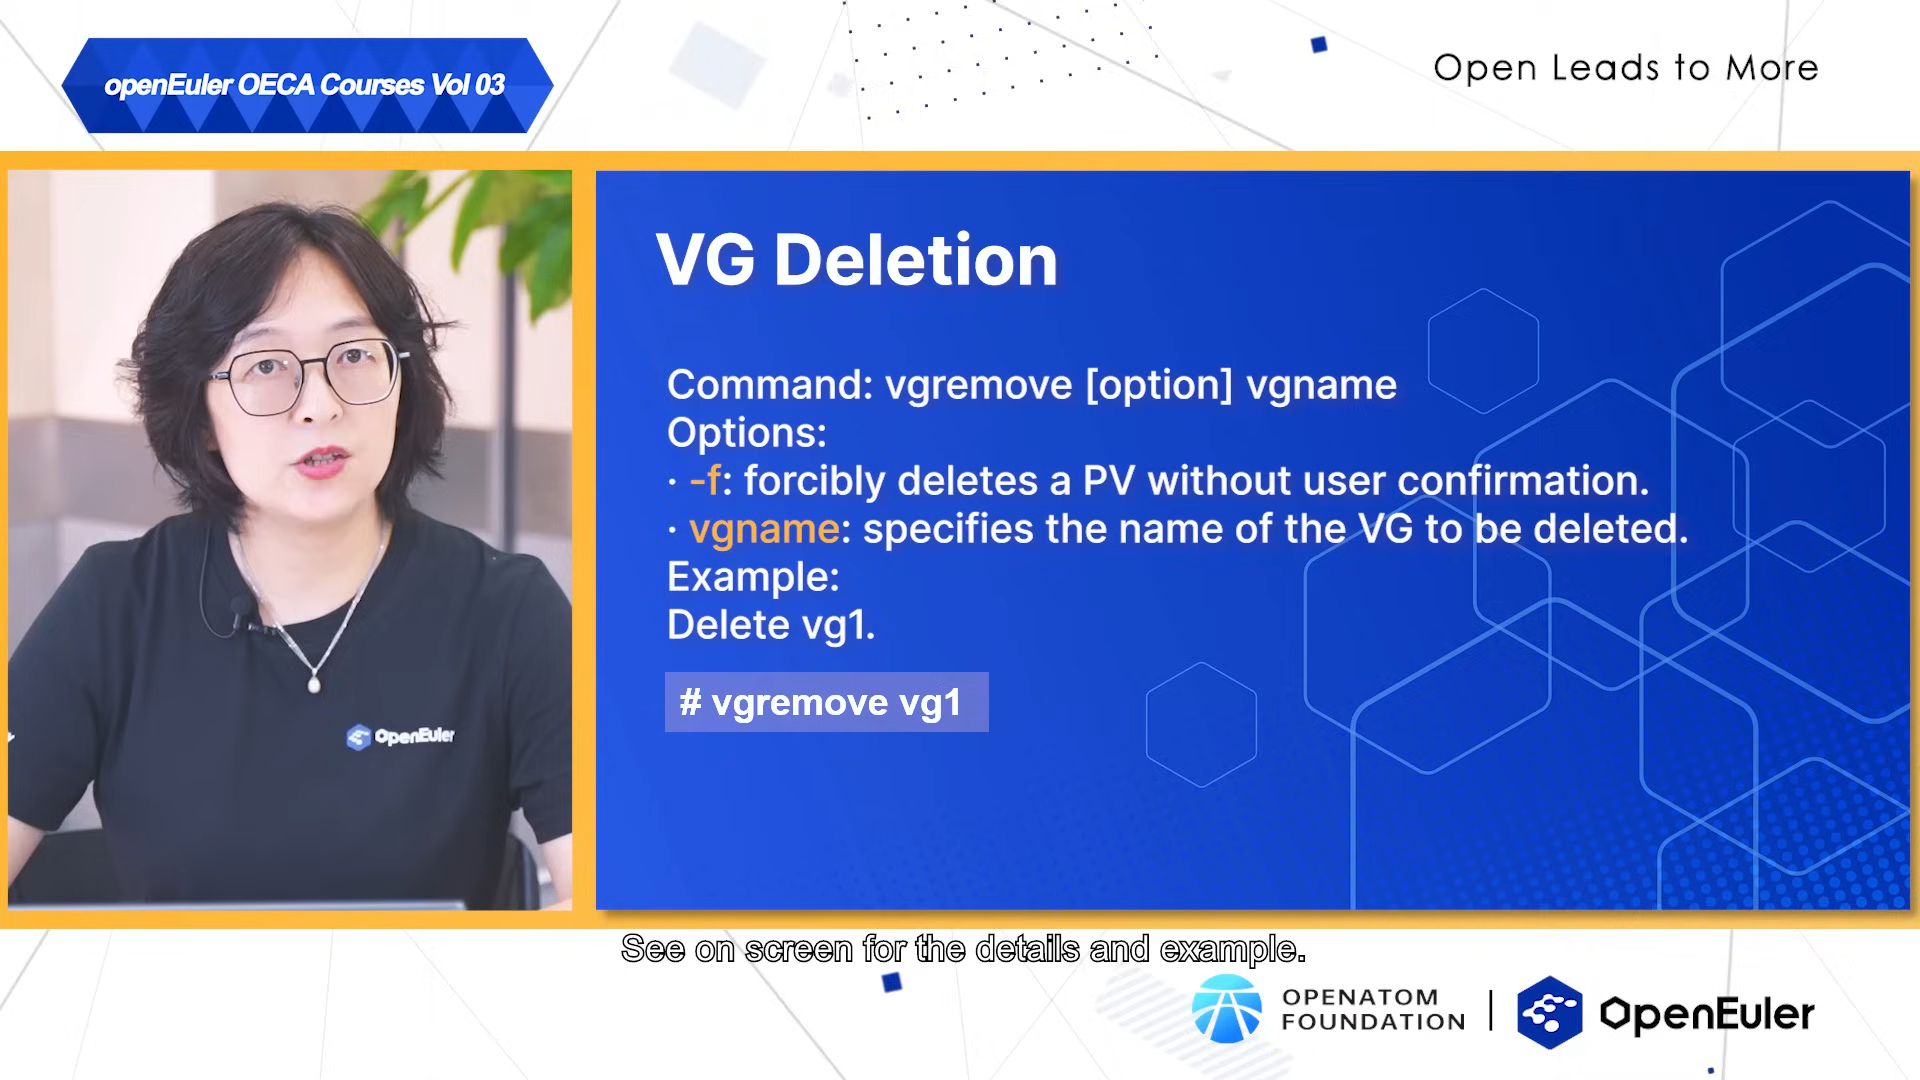 openEuler OECA Courses Vol 03
Open Leads to More
VG Deletion
Command: vgremove [option] vgname
Options:
· -f: forcibly deletes a PV without user confirmation.
· vgname: specifies the name of the VG to be deleted.
Example:
Delete vg1.
# vgremove vg1
OpenEuler
See on screen for the details and example.
OPENATOM
FOUNDATION
OpenEuler